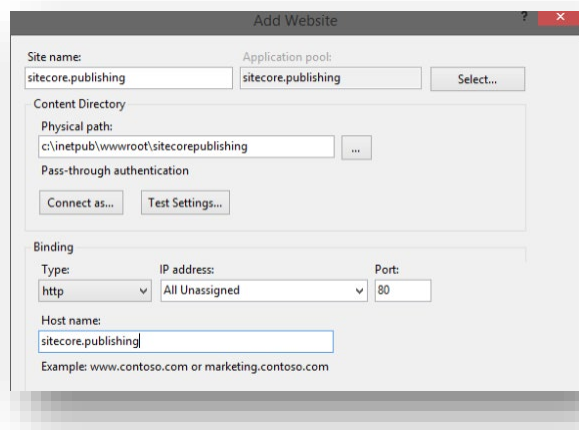 Add Website
? ×
Site name: Application pool:
sitecore.publishing sitecore.publishing Select...
Content Directory
Physical path:
c:\inetpub\wwwroot\sitecorepublishing ...
Pass-through authentication
Connect as... Test Settings...
Binding
Type: IP address: Port:
http All Unassigned 80
Host name:
sitecore.publishing
Example: www.contoso.com or marketing.contoso.com